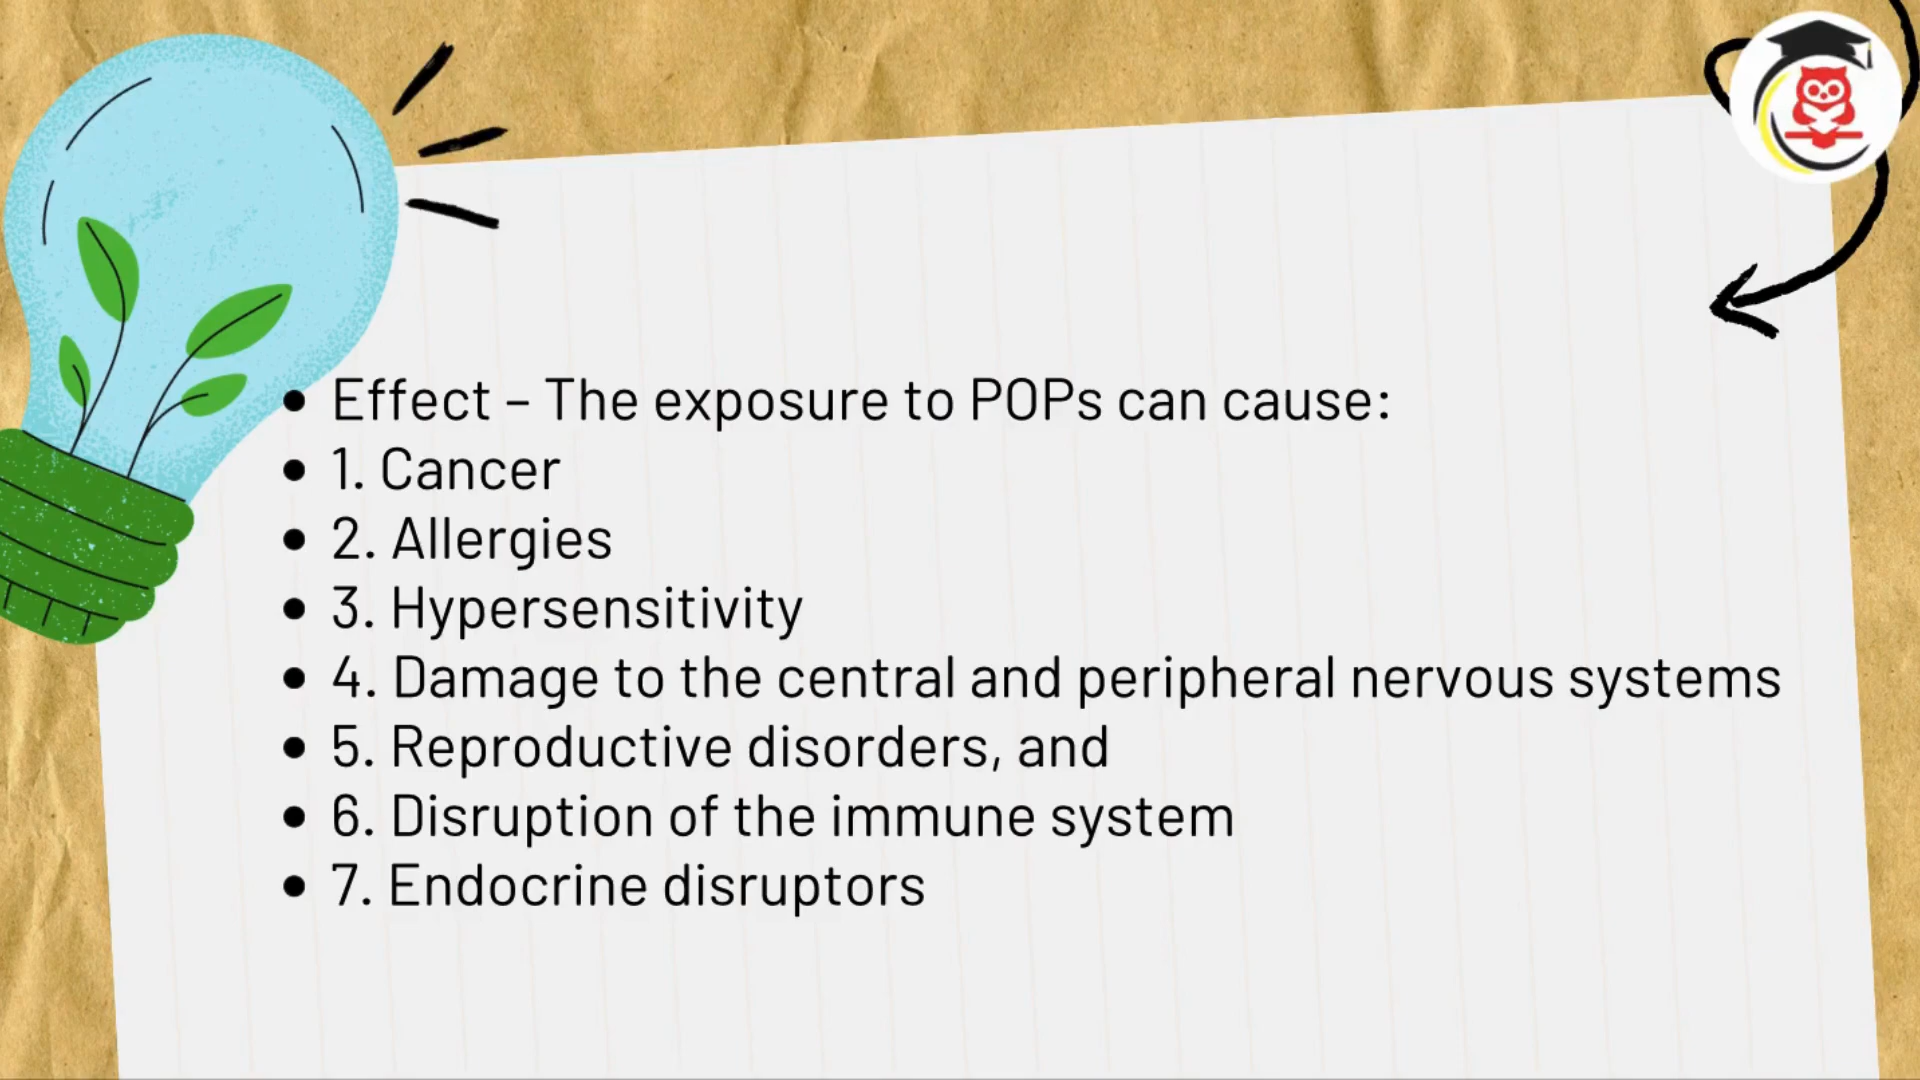 • Effect – The exposure to POPs can cause:
• 1. Cancer
• 2. Allergies
• 3. Hypersensitivity
• 4. Damage to the central and peripheral nervous systems
• 5. Reproductive disorders, and
• 6. Disruption of the immune system
• 7. Endocrine disruptors